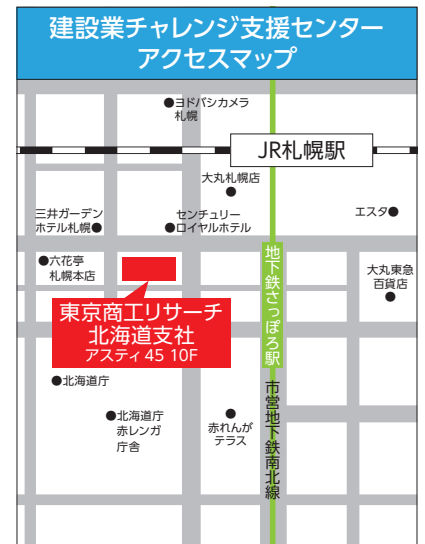 建設業チャレンジ支援センター
アクセスマップ
●ヨドバシカメラ
札幌
JR札幌駅
大丸札幌店
●
三井ガーデン
ホテル札幌●
センチュリー
●ロイヤルホテル
エスタ●
●六花亭
札幌本店
地下鉄さっぽろ駅
大丸東急
百貨店
●
東京商工リサーチ
北海道支社
アスティ45 10F
●北海道庁
●北海道庁
赤レンガ
庁舎
●
赤れんが
テラス
市営地下鉄南北線